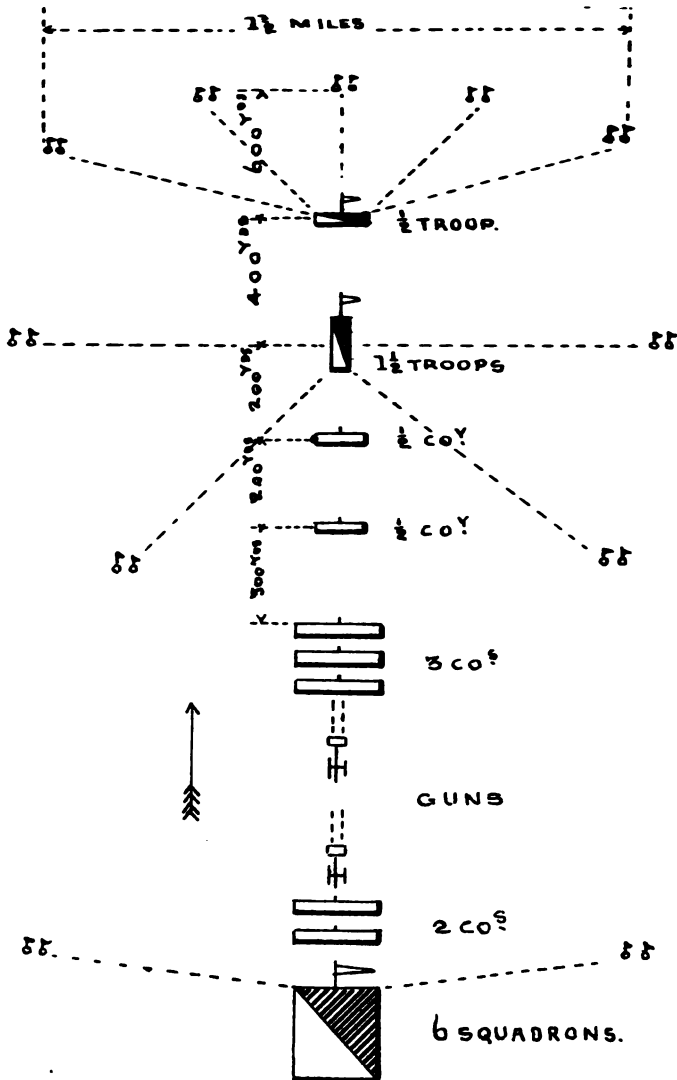 1½ MILES
600 YDS
½ TROOP.
400 YDS
1½ TROOPS
200 YDS
½ COY.
200 YDS
½ COY.
300 YDS
3 COS.
GUNS
2 COS.
6 SQUADRONS.